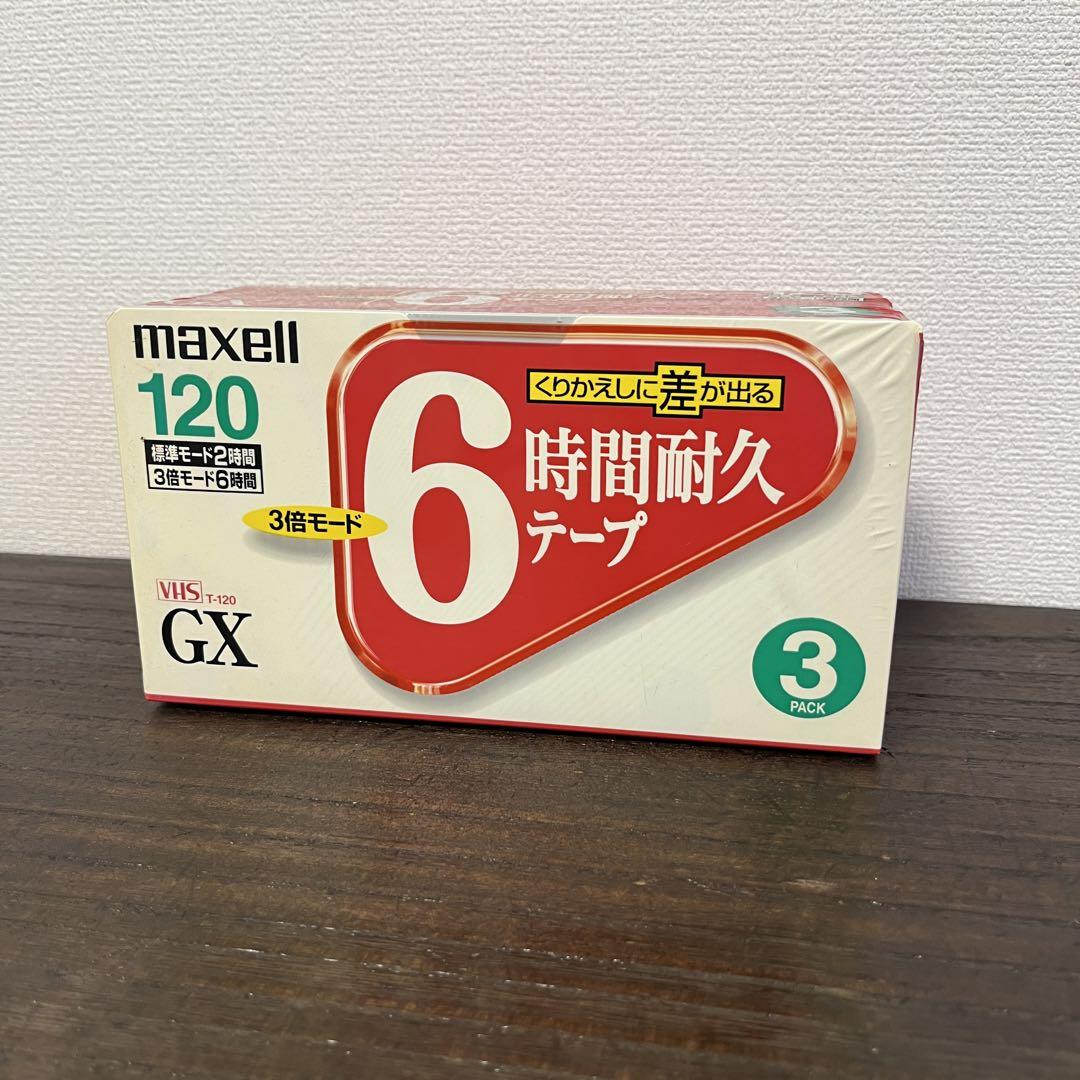 maxell
120
標準モード2時間
3倍モード6時間
3倍モード
くりかえしに差が出る
6時間耐久
テープ
VHS T-120
GX
3
PACK